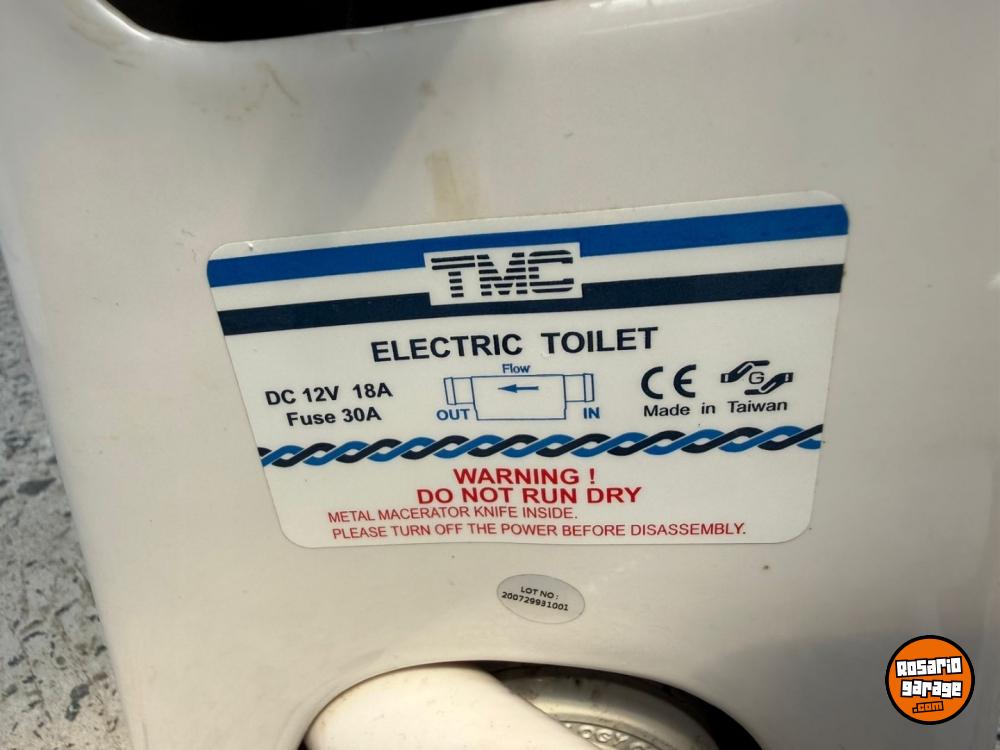 TMC
ELECTRIC TOILET
DC 12V 18A
Fuse 30A
Flow
OUT
IN
CE
G
Made in Taiwan
WARNING !
DO NOT RUN DRY
METAL MACERATOR KNIFE INSIDE.
PLEASE TURN OFF THE POWER BEFORE DISASSEMBLY.
LOT NO:
200729931001
ROSARIO
GARAGE
.COM